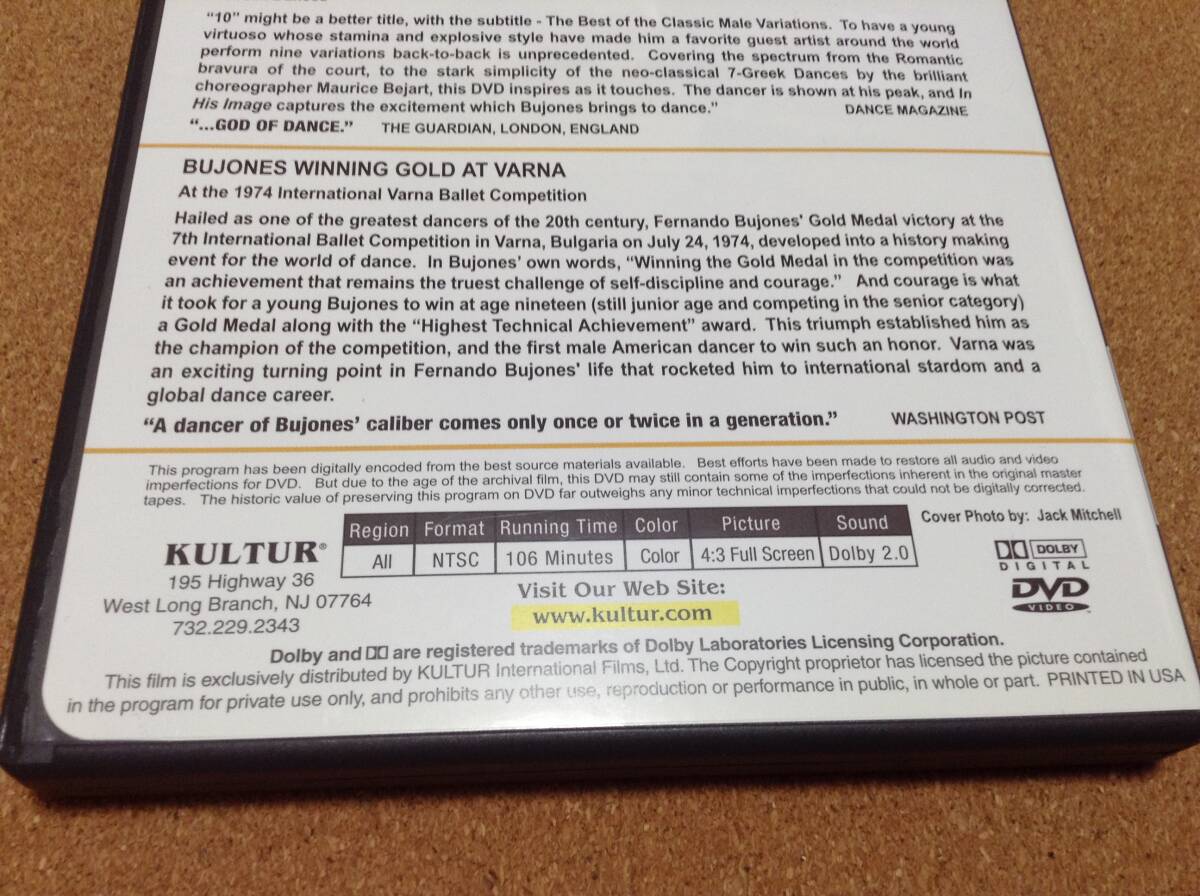 "10" might be a better title, with the subtitle - The Best of the Classic Male Variations. To have a young
virtuoso whose stamina and explosive style have made him a favorite guest artist around the world
perform nine variations back-to-back is unprecedented. Covering the spectrum from the Romantic
bravura of the court, to the stark simplicity of the neo-classical 7-Greek Dances by the brilliant
choreographer Maurice Bejart, this DVD inspires as it touches. The dancer is shown at his peak, and In
His Image captures the excitement which Bujones brings to dance." DANCE MAGAZINE
"...GOD OF DANCE." THE GUARDIAN, LONDON, ENGLAND
BUJONES WINNING GOLD AT VARNA
At the 1974 International Varna Ballet Competition
Hailed as one of the greatest dancers of the 20th century, Fernando Bujones' Gold Medal victory at the
7th International Ballet Competition in Varna, Bulgaria on July 24, 1974, developed into a history making
event for the world of dance. In Bujones' own words, "Winning the Gold Medal in the competition was
an achievement that remains the truest challenge of self-discipline and courage." And courage is what
it took for a young Bujones to win at age nineteen (still junior age and competing in the senior category)
a Gold Medal along with the "Highest Technical Achievement" award. This triumph established him as
the champion of the competition, and the first male American dancer to win such an honor. Varna was
an exciting turning point in Fernando Bujones' life that rocketed him to international stardom and a
global dance career.
"A dancer of Bujones' caliber comes only once or twice in a generation." WASHINGTON POST
This program has been digitally encoded from the best source materials available. Best efforts have been made to restore all audio and video
imperfections for DVD. But due to the age of the archival film, this DVD may still contain some of the imperfections inherent in the original master
tapes. The historic value of preserving this program on DVD far outweighs any minor technical imperfections that could not be digitally corrected.
KULTUR®
195 Highway 36
West Long Branch, NJ 07764
732.229.2343
Region Format Running Time Color Picture Sound
All NTSC 106 Minutes Color 4:3 Full Screen Dolby 2.0
Visit Our Web Site:
www.kultur.com
Cover Photo by: Jack Mitchell
DOLBY
DIGITAL
DVD
VIDEO
Dolby and are registered trademarks of Dolby Laboratories Licensing Corporation.
This film is exclusively distributed by KULTUR International Films, Ltd. The Copyright proprietor has licensed the picture contained
in the program for private use only, and prohibits any other use, reproduction or performance in public, in whole or part. PRINTED IN USA